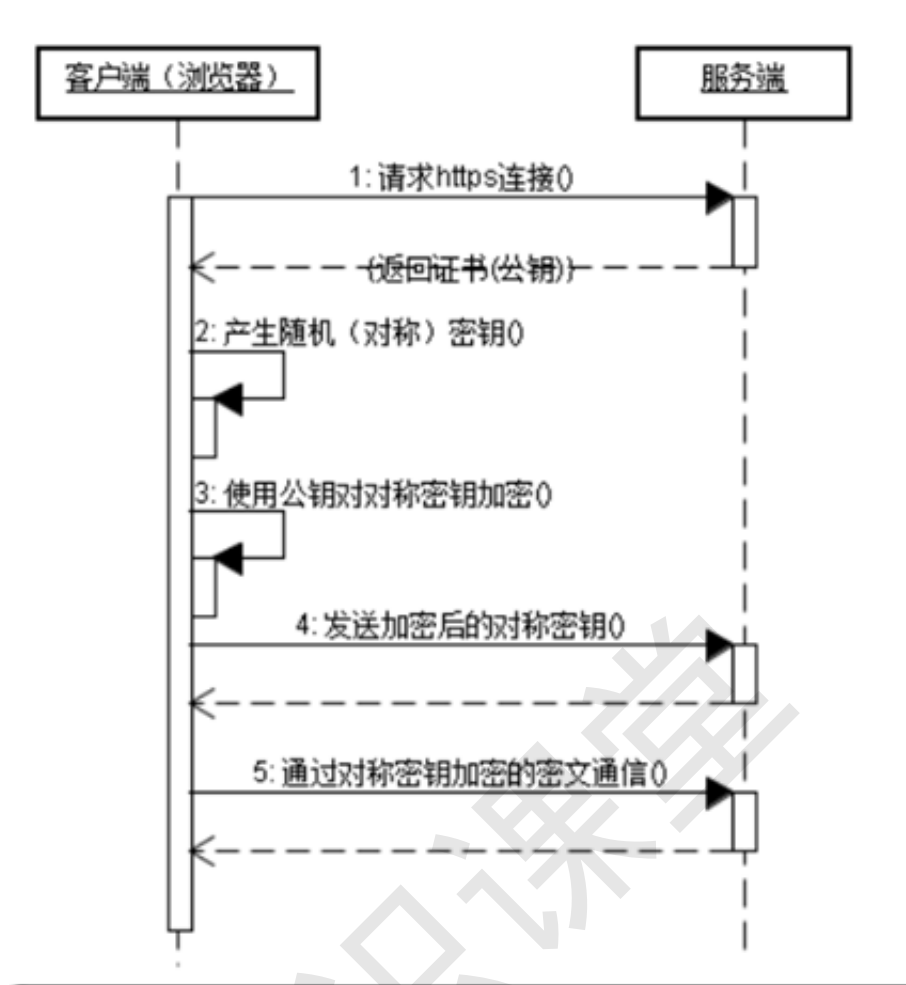 客户端（浏览器）
服务端
1: 请求https连接()
{返回证书(公钥)}
2: 产生随机（对称）密钥()
3: 使用公钥对对称密钥加密()
4: 发送加密后的对称密钥()
5: 通过对称密钥加密的密文通信()
识课堂